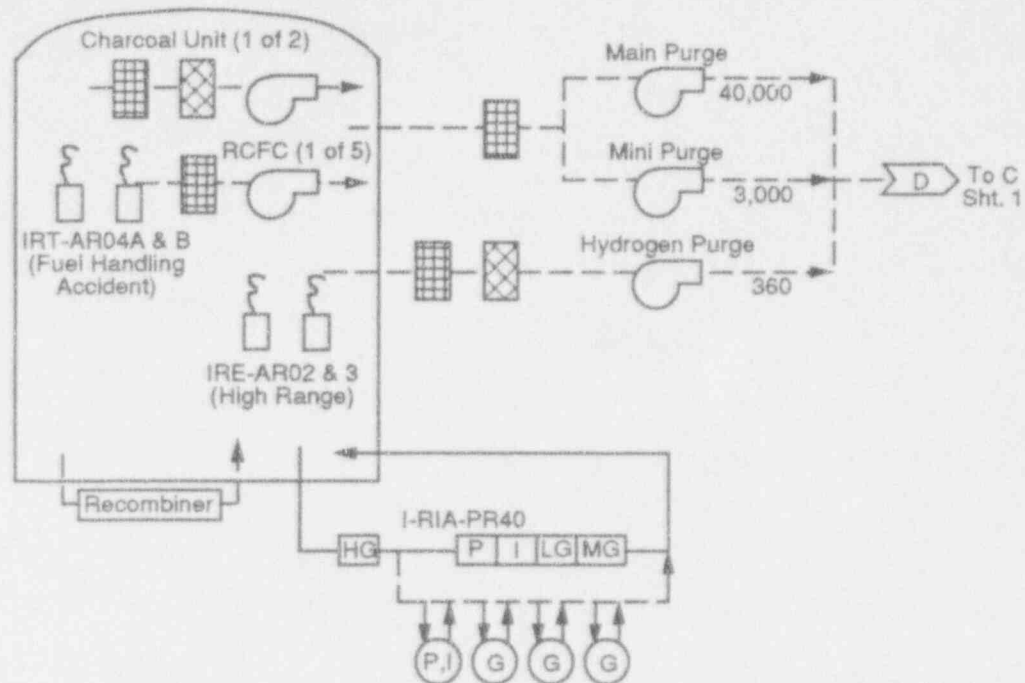 Charcoal Unit (1 of 2)
Main Purge
40,000
RCFC (1 of 5)
Mini Purge
3,000
D
To C
Sht. 1
IRT-AR04A & B
(Fuel Handling
Accident)
Hydrogen Purge
360
IRE-AR02 & 3
(High Range)
Recombiner
I-RIA-PR40
HG
P I LG MG
P,I G G G